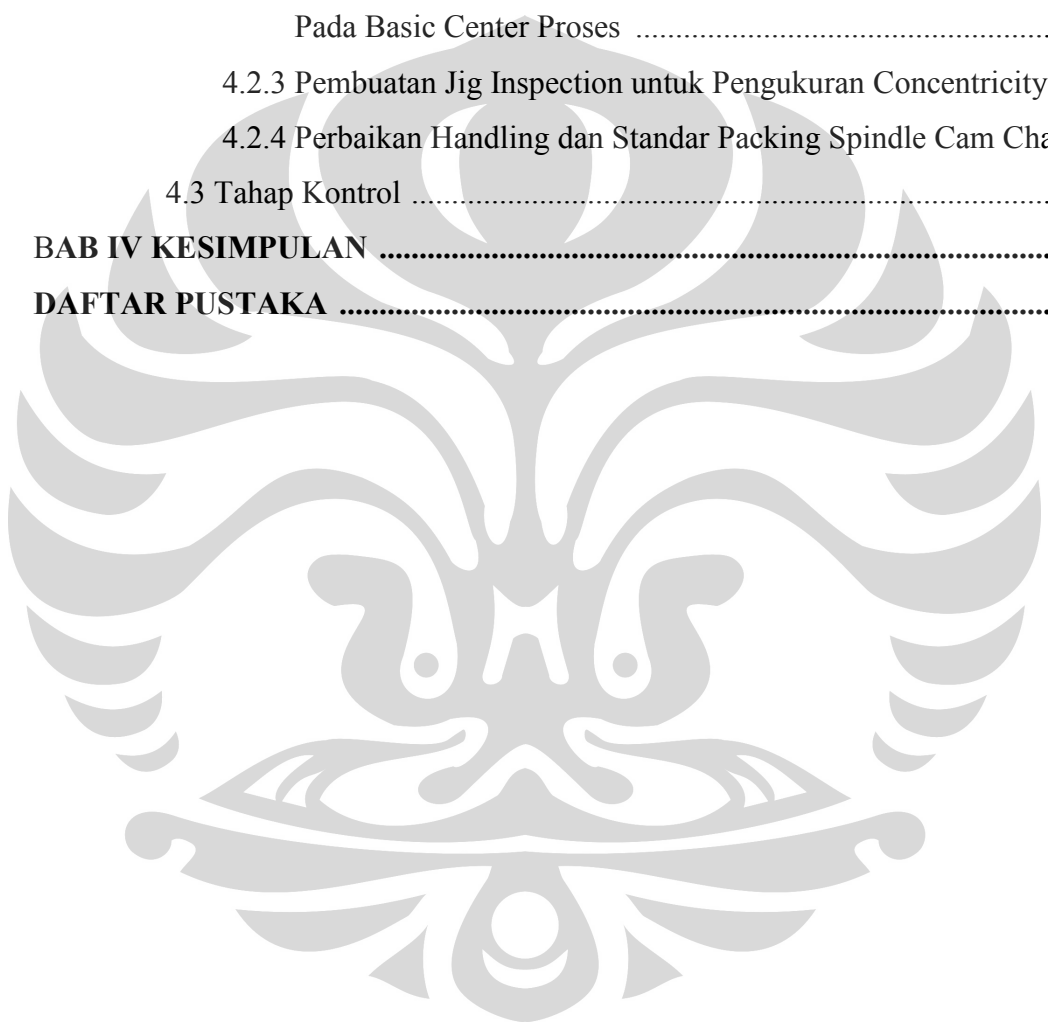 Pada Basic Center Proses ..................................................
4.2.3 Pembuatan Jig Inspection untuk Pengukuran Concentricity
4.2.4 Perbaikan Handling dan Standar Packing Spindle Cam
4.3 Tahap Kontrol ..............................................................................
BAB IV KESIMPULAN .................................................................................
DAFTAR PUSTAKA ......................................................................................